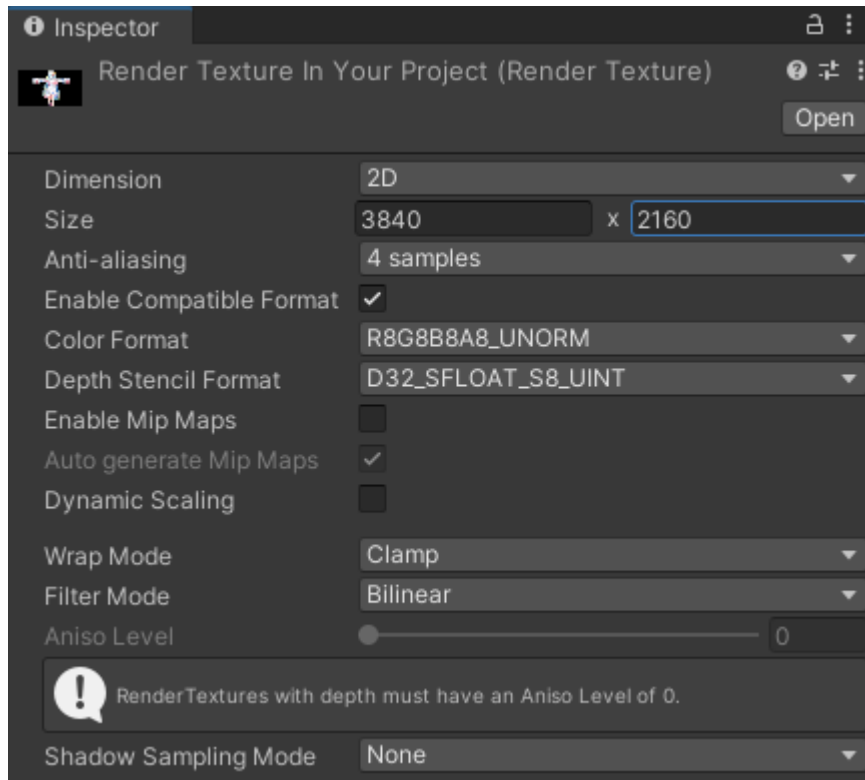 Inspector
Render Texture In Your Project (Render Texture)
Open
Dimension 2D
Size 3840 x 2160
Anti-aliasing 4 samples
Enable Compatible Format
Color Format R8G8B8A8_UNORM
Depth Stencil Format D32_SFLOAT_S8_UINT
Enable Mip Maps
Auto generate Mip Maps
Dynamic Scaling
Wrap Mode Clamp
Filter Mode Bilinear
Aniso Level 0
RenderTextures with depth must have an Aniso Level of 0.
Shadow Sampling Mode None